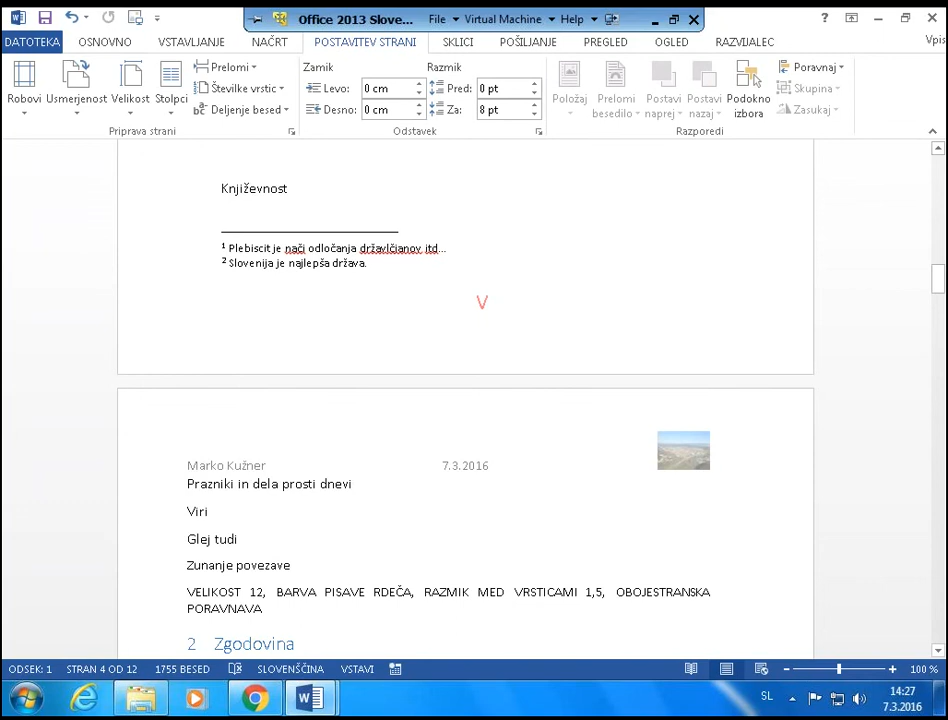 Office 2013 Slove...
File Virtual Machine Help
DATOTEKA OSNOVNO VSTAVLJANJE NAČRT POSTAVITEV STRANI SKLICI POŠILJANJE PREGLED OGLED RAZVIJALEC Vpis
Robovi Usmerjenost Velikost Stolpci
Prelomi
Številke vrstic
Deljenje besed
Priprava strani
Zamik Razmik
Levo: 0 cm Pred: 0 pt
Desno: 0 cm Za: 8 pt
Odstavek
Položaj Prelomi besedilo Postavi naprej Postavi nazaj Podokno izbora
Poravnaj
Skupina
Zasukaj
Razporedi
Književnost
1 Plebiscit je nači odločanja državlčianov itd...
2 Slovenija je najlepša država.
V
Marko Kužner 7.3.2016
Prazniki in dela prosti dnevi
Viri
Glej tudi
Zunanje povezave
VELIKOST 12, BARVA PISAVE RDEČA, RAZMIK MED VRSTICAMI 1,5, OBOJESTRANSKA
PORAVNAVA
2 Zgodovina
ODSEK: 1 STRAN 4 OD 12 1755 BESED SLOVENŠČINA VSTAVI 100 %
SL 14:27
7.3.2016